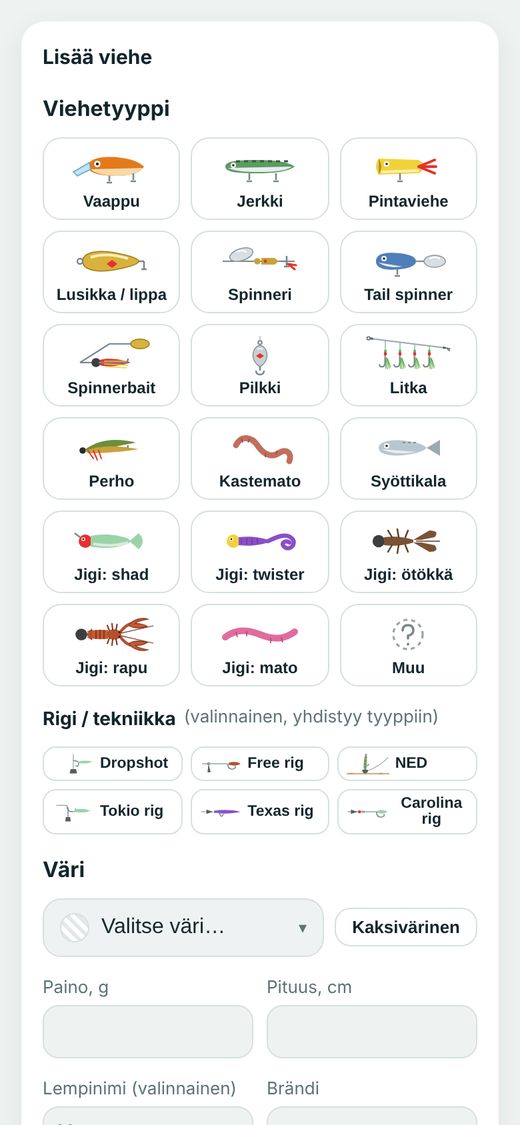 Lisää viehe
Viehetyyppi
Vaappu
Jerkki
Pintaviehe
Lusikka / lippa
Spinneri
Tail spinner
Spinnerbait
Pilkki
Litka
Perho
Kastemato
Syöttikala
Jigi: shad
Jigi: twister
Jigi: ötökkä
Jigi: rapu
Jigi: mato
?
Muu
Rigi / tekniikka (valinnainen, yhdistyy tyyppiin)
Dropshot
Free rig
NED
Tokio rig
Texas rig
Carolina
rig
Väri
Valitse väri… ▾
Kaksivärinen
Paino, g
Pituus, cm
Lempinimi (valinnainen)
Brändi